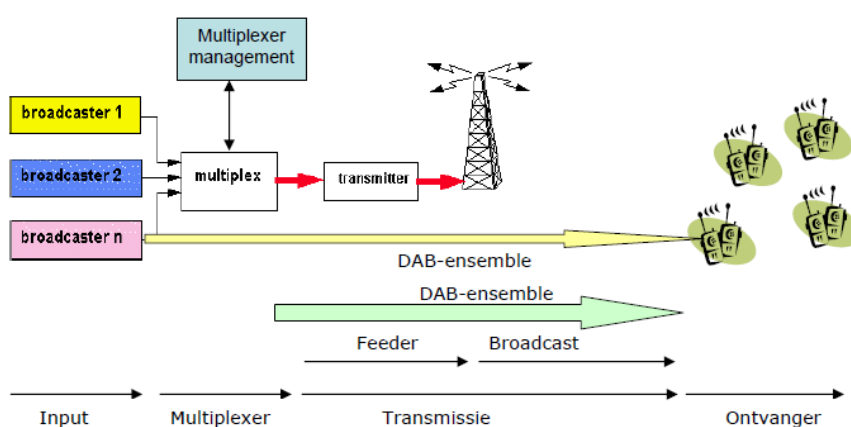 Multiplexer
management
broadcaster 1
broadcaster 2
multiplex
transmitter
broadcaster n
DAB-ensemble
DAB-ensemble
Feeder
Broadcast
Input
Multiplexer
Transmissie
Ontvanger